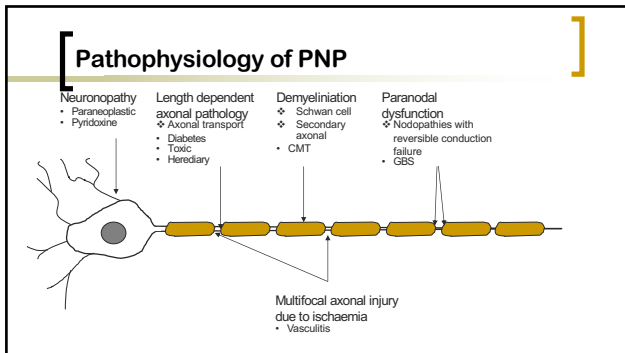 Pathophysiology of PNP
Neuronopathy
• Paraneoplastic
• Pyridoxine
Length dependent
axonal pathology
❖ Axonal transport
• Diabetes
• Toxic
• Herediary
Demyeliniation
❖ Schwan cell
❖ Secondary
axonal
• CMT
Paranodal
dysfunction
❖ Nodopathies with
reversible conduction
failure
• GBS
Multifocal axonal injury
due to ischaemia
• Vasculitis